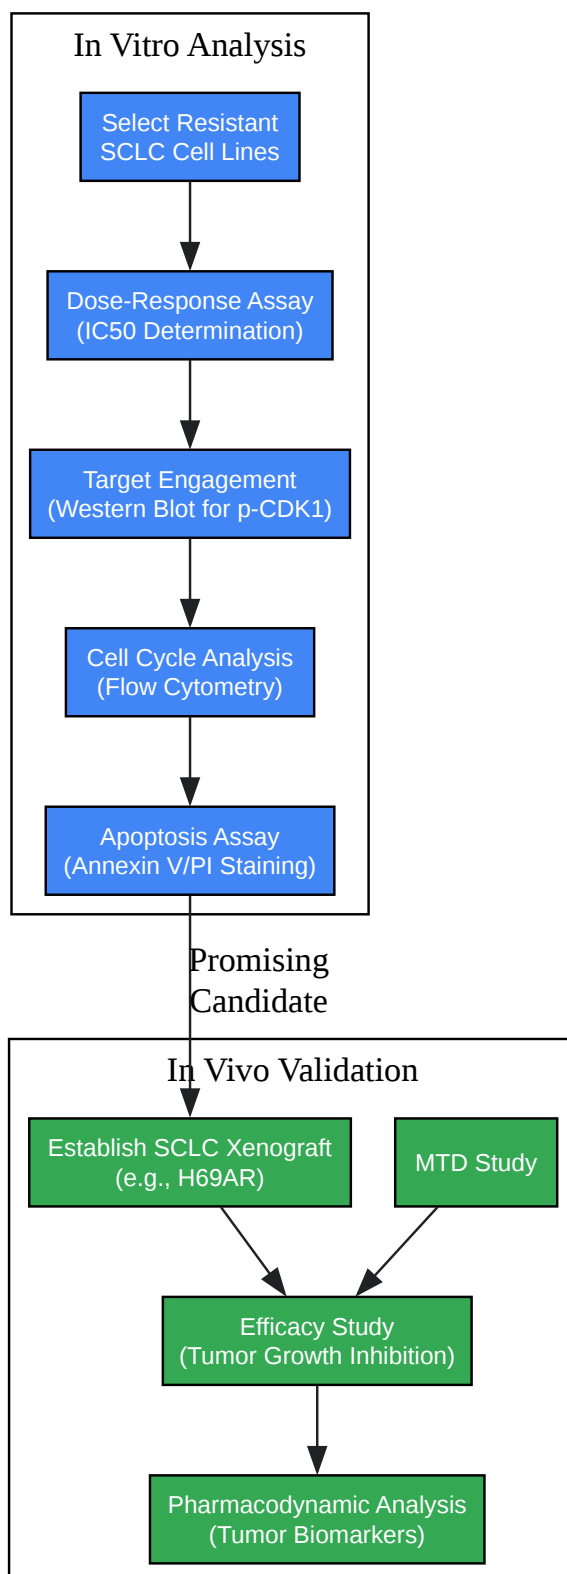 In Vitro Analysis
Select Resistant
SCLC Cell Lines
Dose-Response Assay
(IC50 Determination)
Target Engagement
(Western Blot for p-CDK1)
Cell Cycle Analysis
(Flow Cytometry)
Apoptosis Assay
(Annexin V/PI Staining)
Promising
Candidate
In Vivo Validation
Establish SCLC Xenograft
(e.g., H69AR)
MTD Study
Efficacy Study
(Tumor Growth Inhibition)
Pharmacodynamic Analysis
(Tumor Biomarkers)